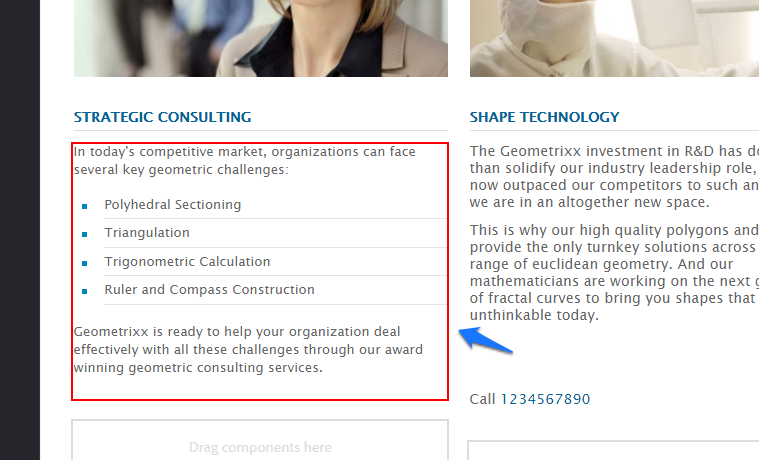 STRATEGIC CONSULTING
In today's competitive market, organizations can face
several key geometric challenges:
Polyhedral Sectioning
Triangulation
Trigonometric Calculation
Ruler and Compass Construction
Geometrixx is ready to help your organization deal
effectively with all these challenges through our award
winning geometric consulting services.
Drag components here
SHAPE TECHNOLOGY
The Geometrixx investment in R&D has
than solidify our industry leadership role,
now outpaced our competitors to such
we are in an altogether new space.
This is why our high quality polygons and
provide the only turnkey solutions across
range of euclidean geometry. And our
mathematicians are working on the next
of fractal curves to bring you shapes that
unthinkable today.
Call 1234567890